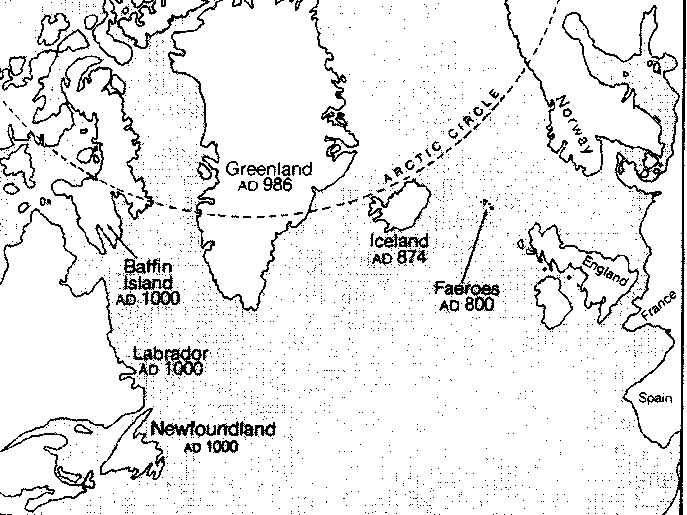 ARCTIC CIRCLE
Norway
Greenland
AD 986
Iceland
AD 874
Faeroes
AD 800
England
France
Spain
Baffin
Island
AD 1000
Labrador
AD 1000
Newfoundland
AD 1000